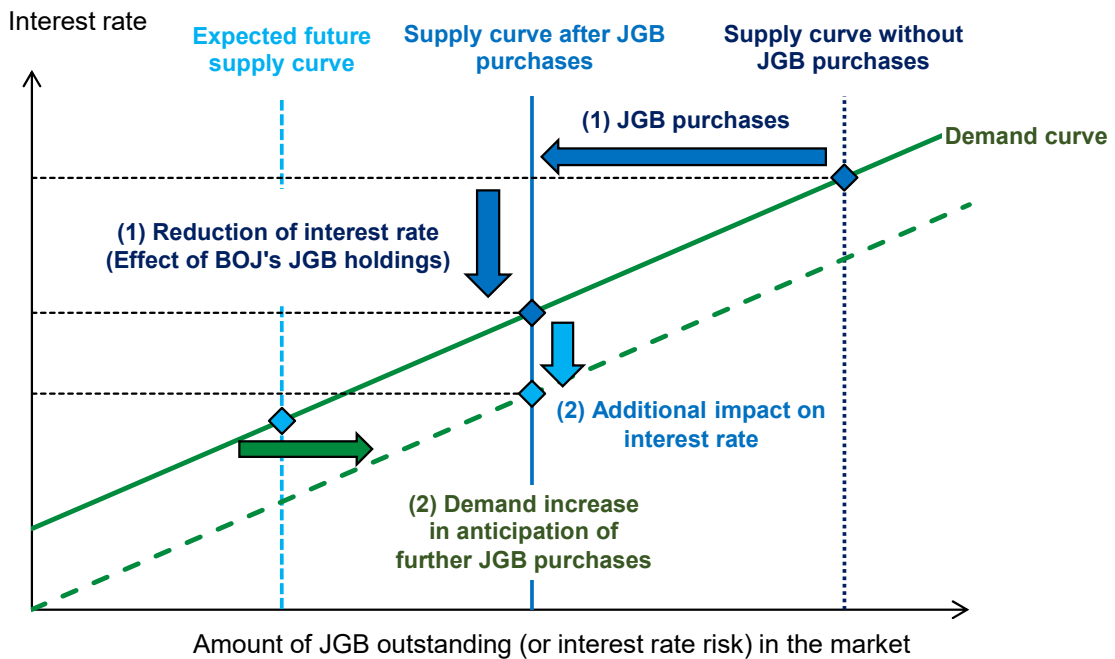 Interest rate
Expected future
supply curve
Supply curve after JGB
purchases
Supply curve without
JGB purchases
(1) JGB purchases
Demand curve
(1) Reduction of interest rate
(Effect of BOJ's JGB holdings)
(2) Additional impact on
interest rate
(2) Demand increase
in anticipation of
further JGB purchases
Amount of JGB outstanding (or interest rate risk) in the market